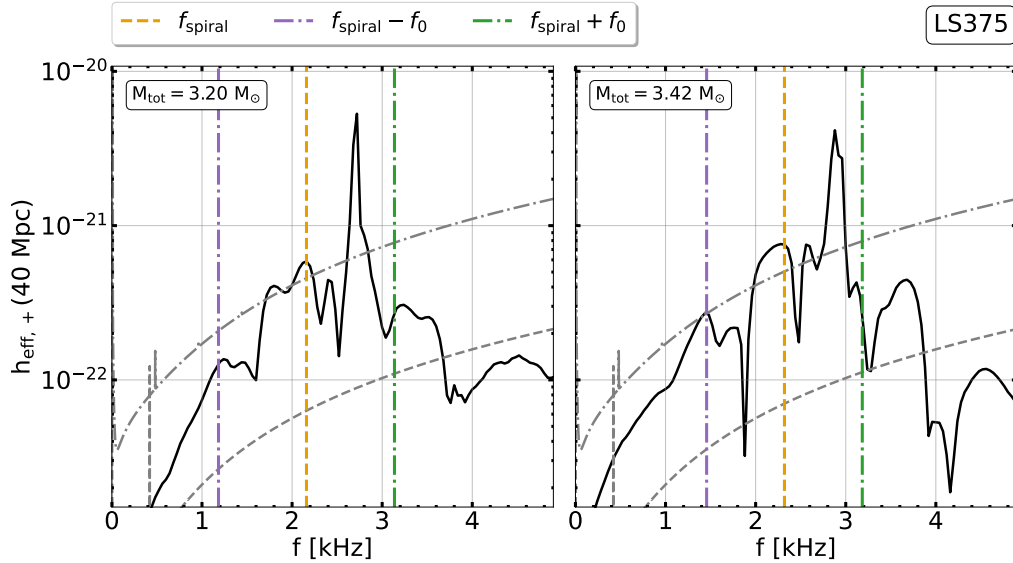 f_spiral f_spiral − f_0 f_spiral + f_0
LS375
M_tot = 3.20 M_⊙
M_tot = 3.42 M_⊙
10^−20
10^−21
10^−22
h_eff, + (40 Mpc)
0 1 2 3 4
0 1 2 3 4
f [kHz]
f [kHz]